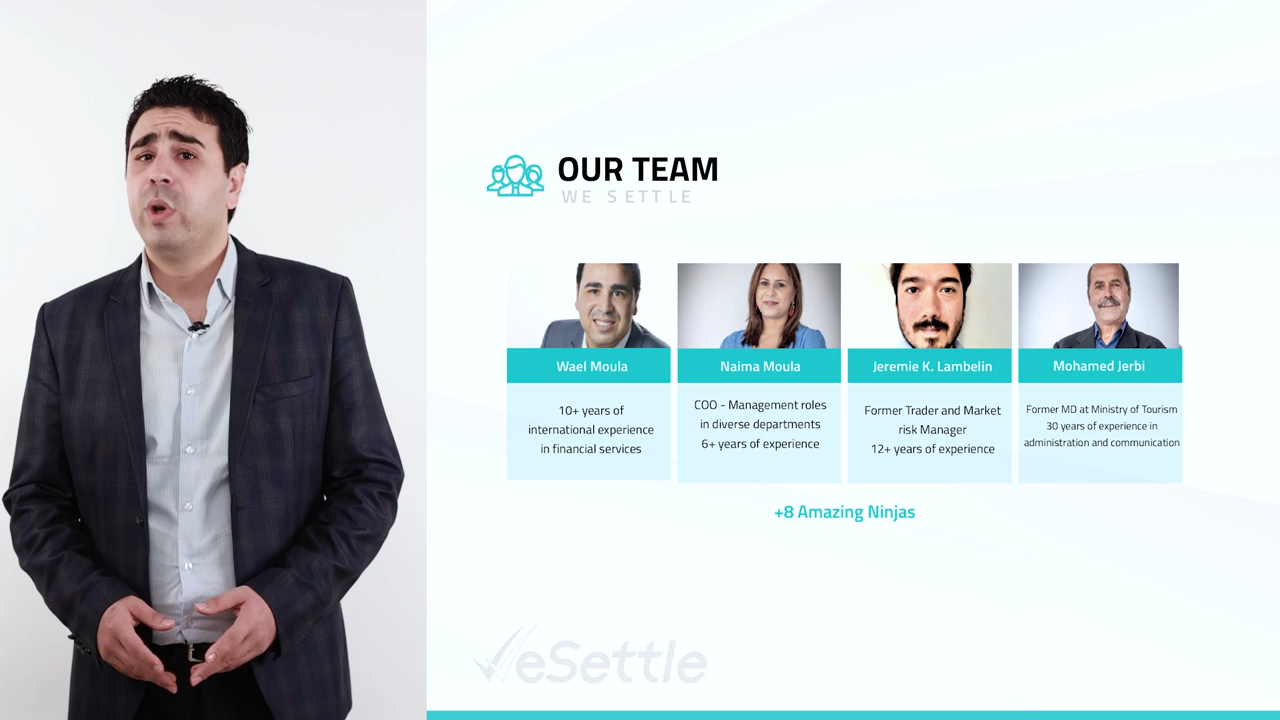 OUR TEAM
WE SETTLE
Wael Moula
10+ years of
international experience
in financial services
Naima Moula
COO - Management roles
in diverse departments
6+ years of experience
Jeremie K. Lambelin
Former Trader and Market
risk Manager
12+ years of experience
Mohamed Jerbi
Former MD at Ministry of Tourism
30 years of experience in
administration and communication
+8 Amazing Ninjas
eSettle